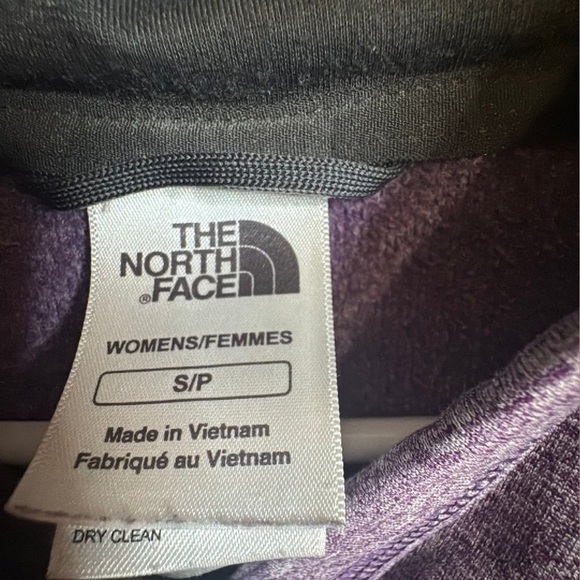 THE
NORTH
®FACE
WOMENS/FEMMES
S/P
Made in Vietnam
Fabriqué au Vietnam
DRY CLEAN